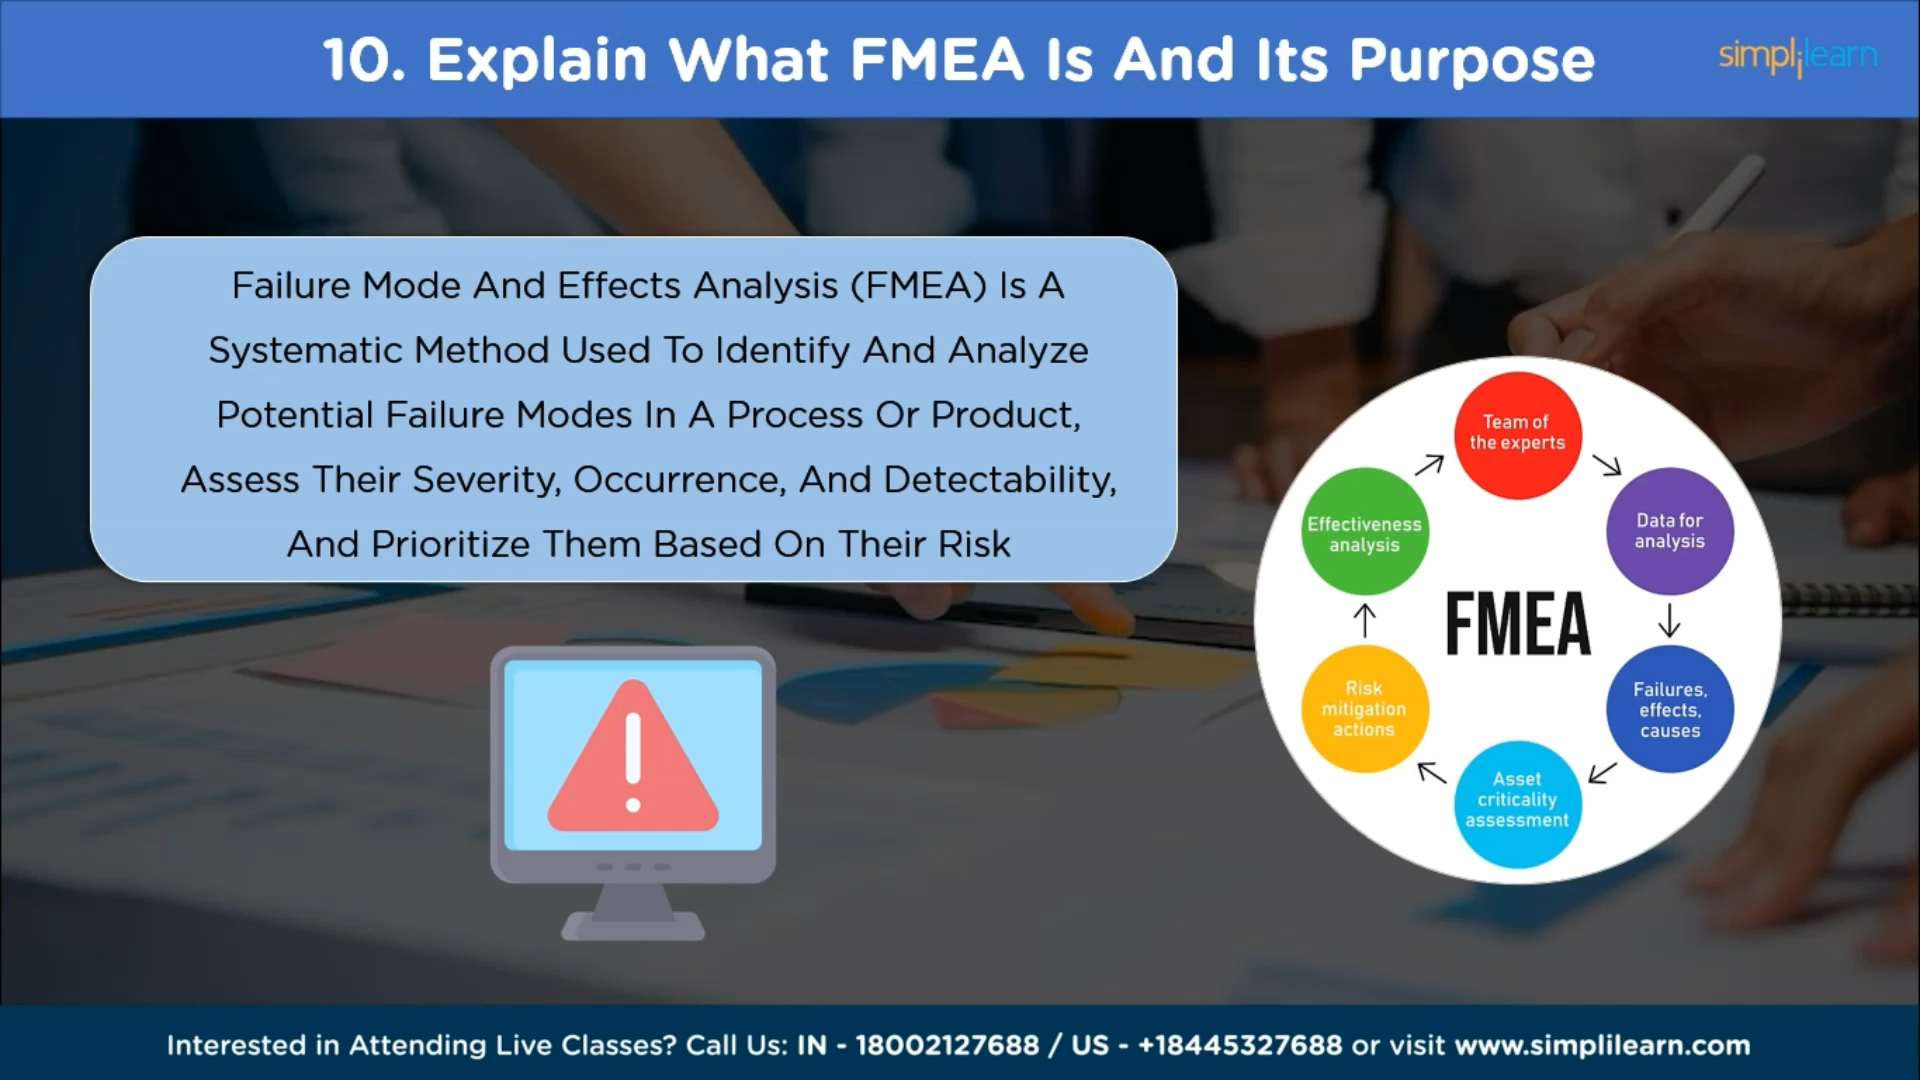 10. Explain What FMEA Is And Its Purpose
simplilearn
Failure Mode And Effects Analysis (FMEA) Is A
Systematic Method Used To Identify And Analyze
Potential Failure Modes In A Process Or Product,
Assess Their Severity, Occurrence, And Detectability,
And Prioritize Them Based On Their Risk
Team of
the experts
Data for
analysis
Failures,
effects,
causes
Asset
criticality
assessment
Risk
mitigation
actions
Effectiveness
analysis
FMEA
Interested in Attending Live Classes? Call Us: IN - 18002127688 / US - +18445327688 or visit www.simplilearn.com